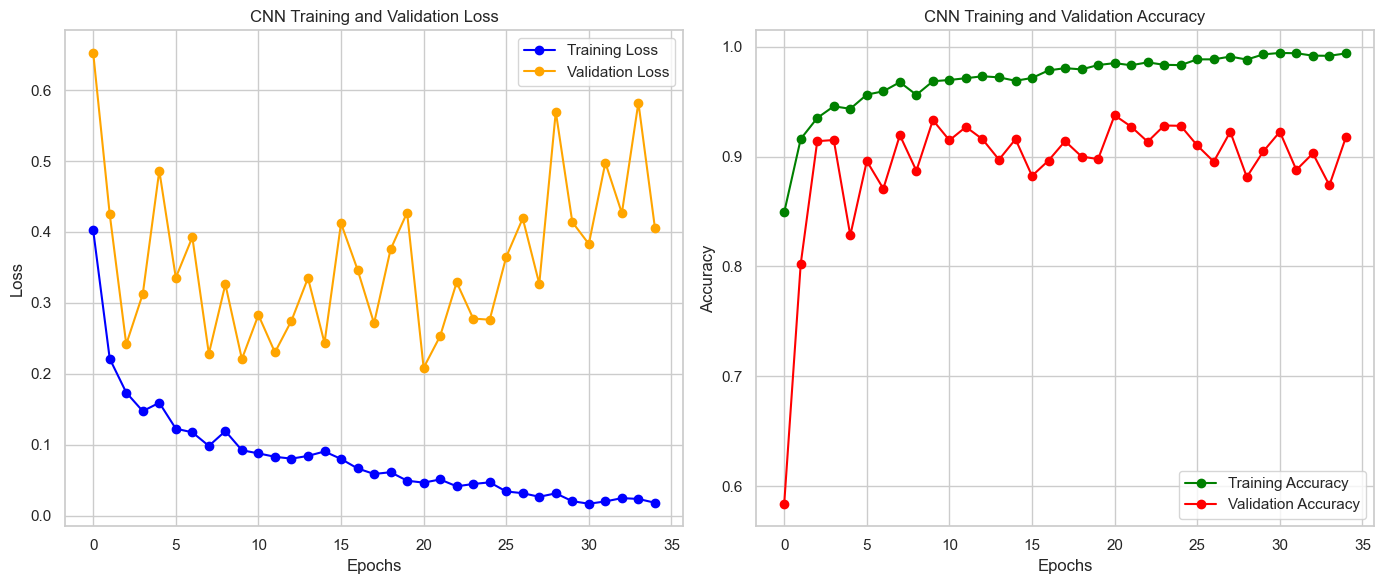 CNN Training and Validation Loss
Training Loss
Validation Loss
0.6
0.5
0.4
0.3
0.2
0.1
0.0
Loss
0 5 10 15 20 25 30 35
Epochs
CNN Training and Validation Accuracy
1.0
0.9
0.8
0.7
0.6
Accuracy
Training Accuracy
Validation Accuracy
0 5 10 15 20 25 30 35
Epochs